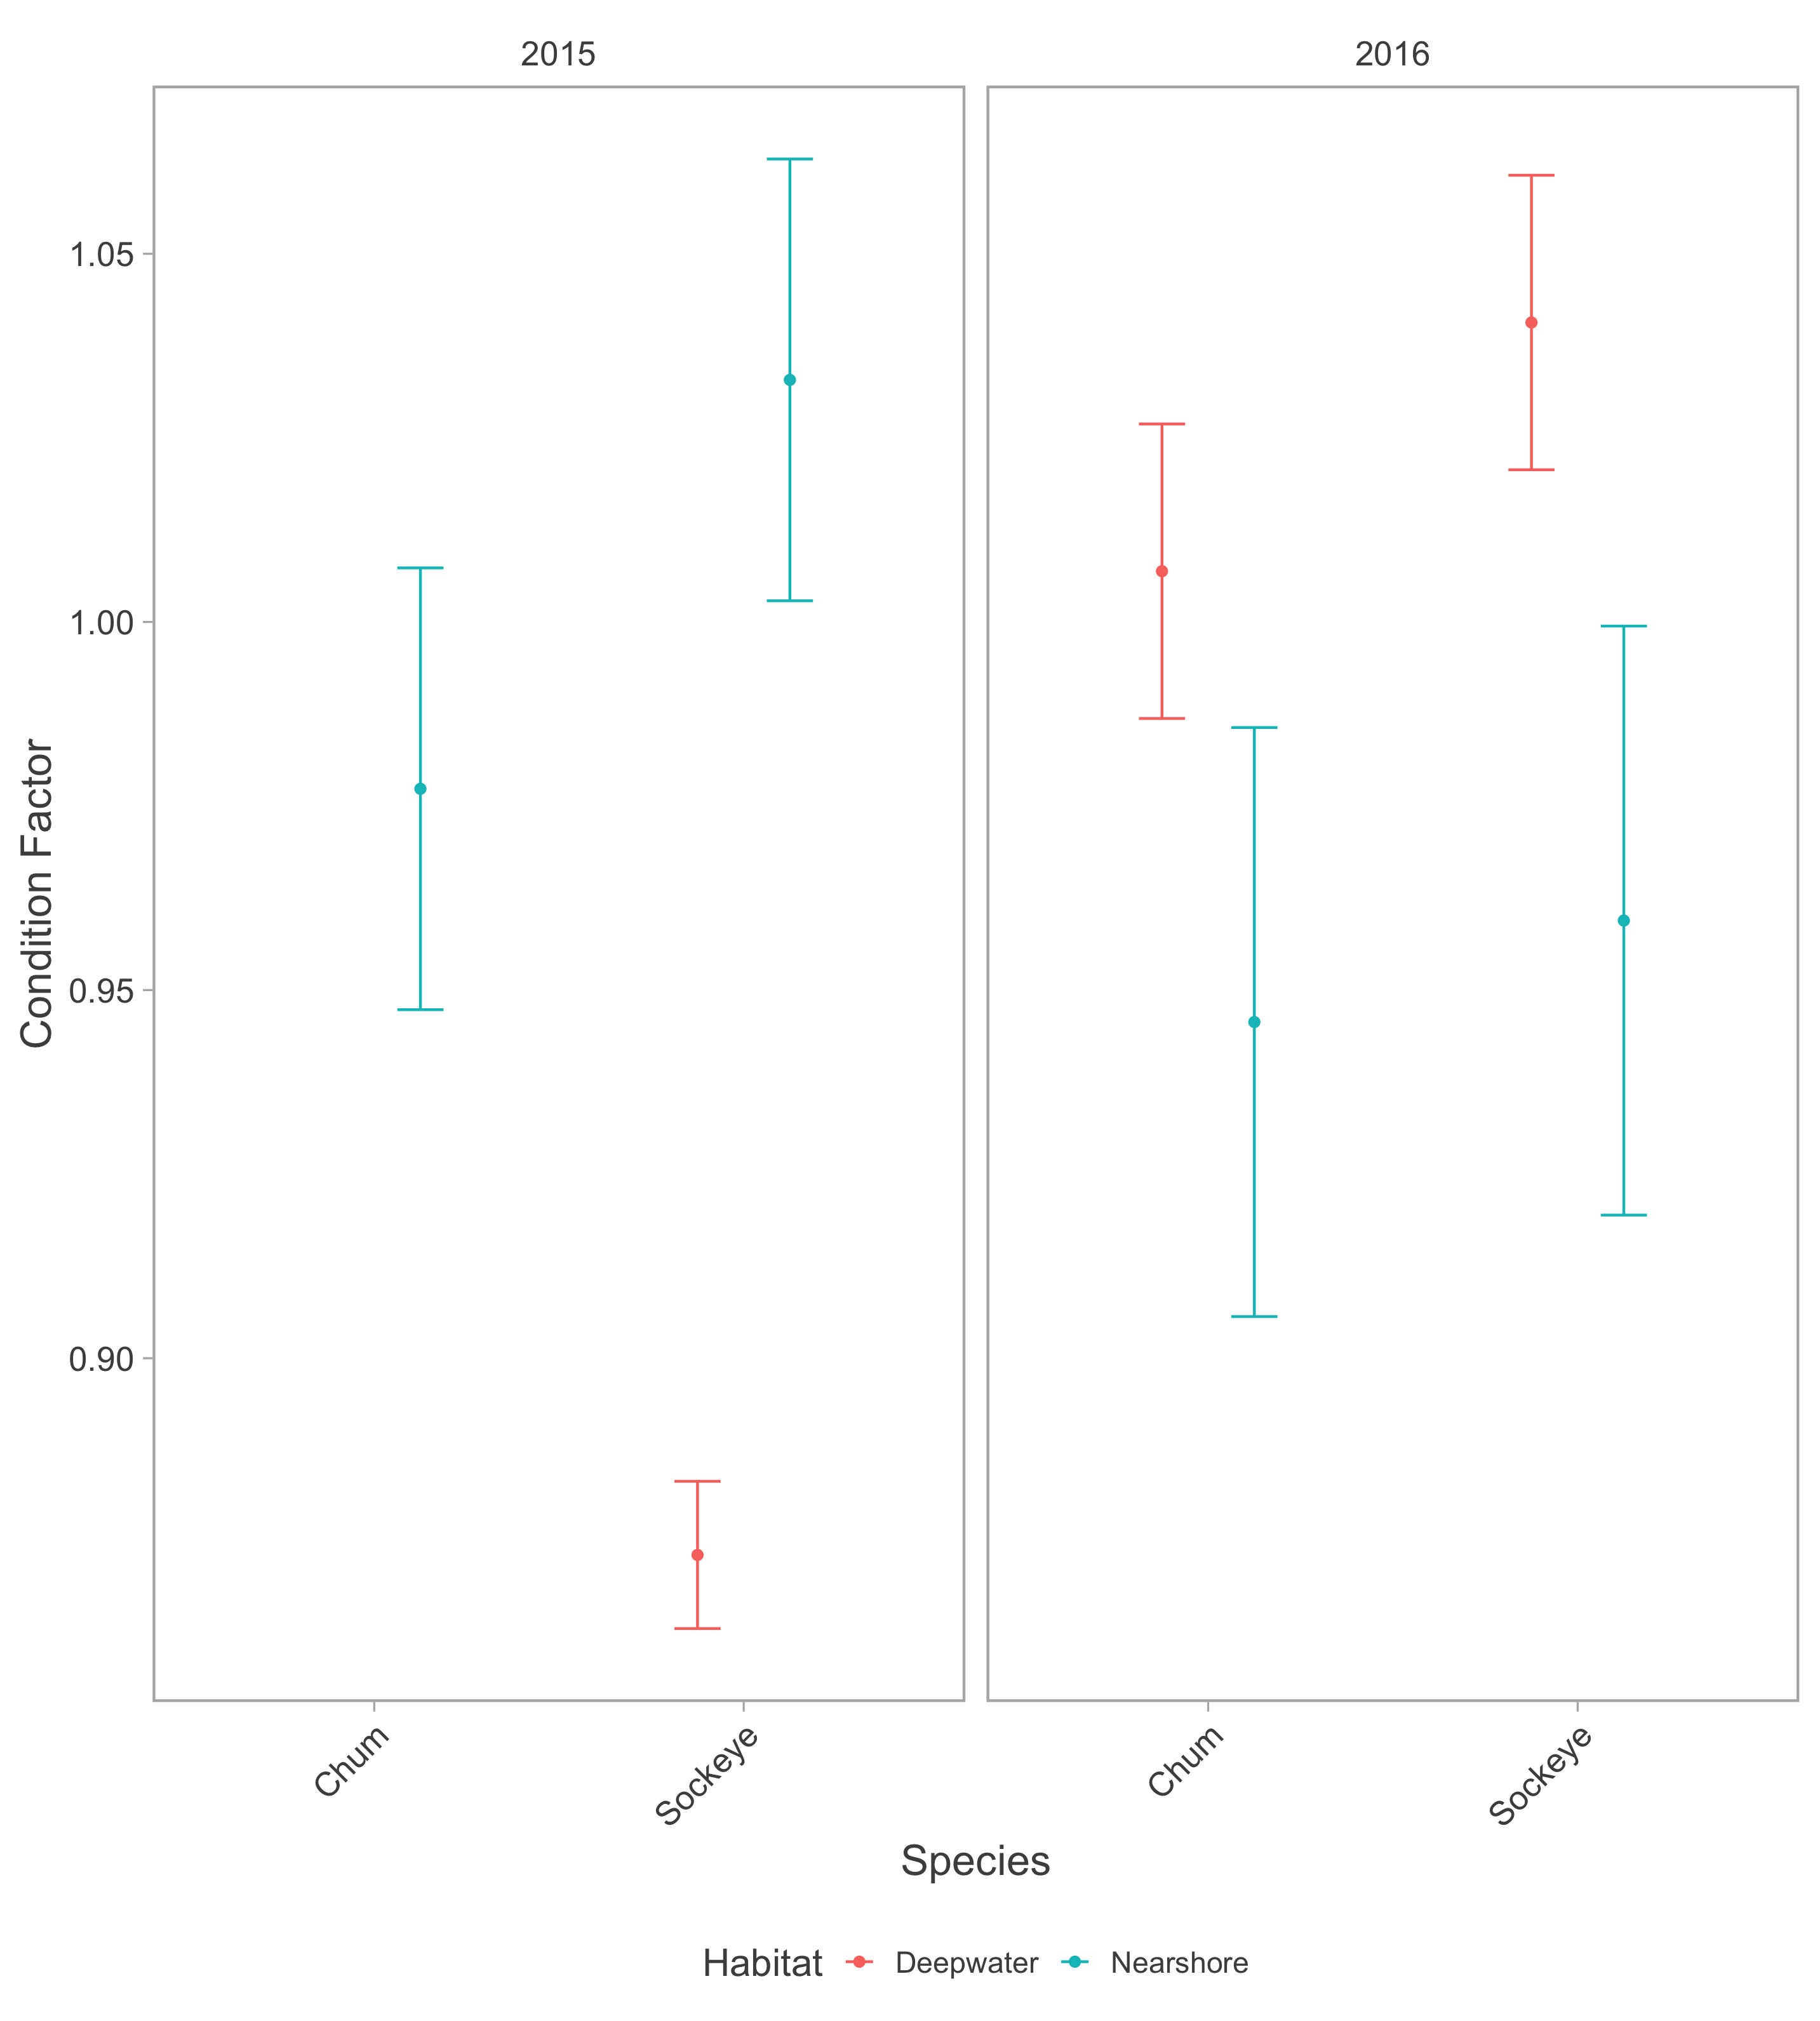 2015
2016
1.05
1.00
0.95
0.90
Condition Factor
Chum
Sockeye
Chum
Sockeye
Species
Habitat Deepwater Nearshore